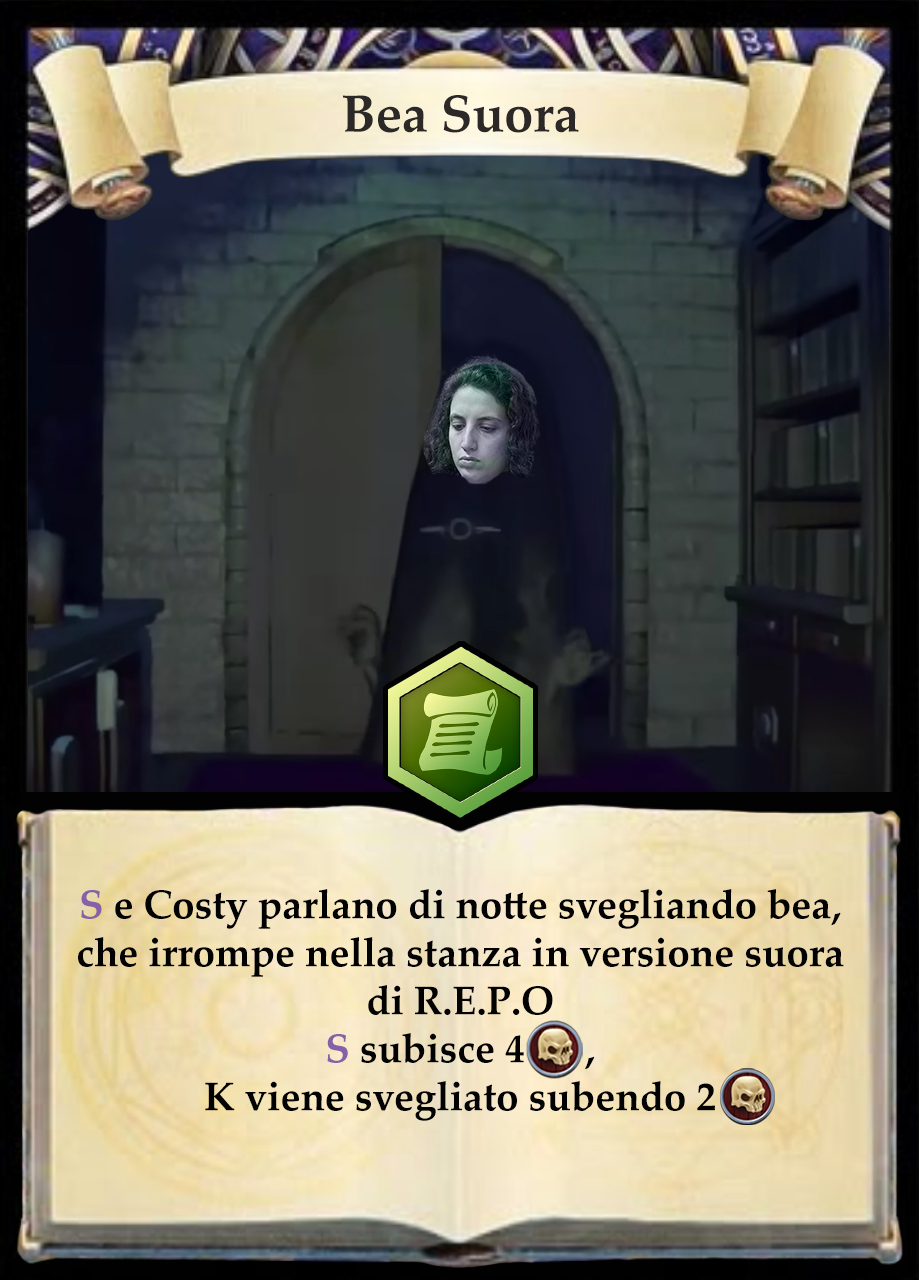 Bea Suora
S e Costy parlano di notte svegliando bea,
che irrompe nella stanza in versione suora
di R.E.P.O
S subisce 4 ,
K viene svegliato subendo 2